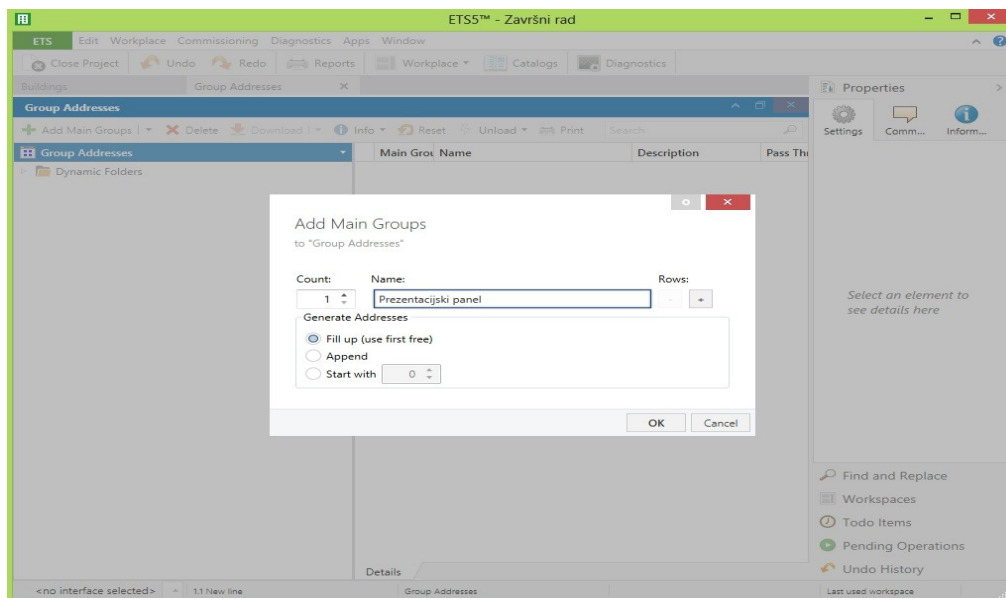 ETS5™ - Završni rad
ETS Edit Workplace Commissioning Diagnostics Apps Window
Close Project Undo Redo Reports Workplace Catalogs Diagnostics
Buildings Group Addresses
Properties
Group Addresses
Add Main Groups Delete Download Info Reset Unload Print Search
Settings Comm... Inform...
Group Addresses
Main Grou Name Description Pass Thr
Dynamic Folders
Add Main Groups
to "Group Addresses"
Count: Name: Rows:
1 Prezentacijski panel - +
Generate Addresses
Fill up (use first free)
Append
Start with 0
OK Cancel
Select an element to
see details here
Find and Replace
Workspaces
Todo Items
Pending Operations
Undo History
Details
<no interface selected> 1.1 New line Group Addresses Last used workspace